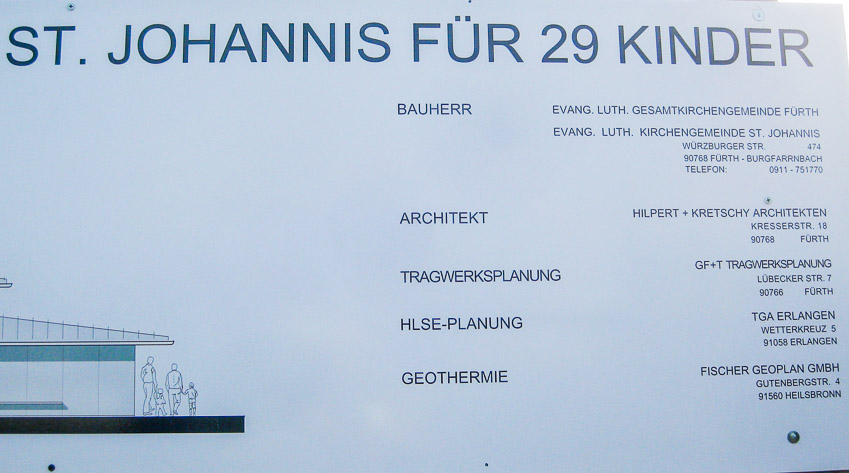 ST. JOHANNIS FÜR 29 KINDER
BAUHERR EVANG. LUTH. GESAMTKIRCHENGEMEINDE FÜRTH
EVANG. LUTH. KIRCHENGEMEINDE ST. JOHANNIS
WÜRZBURGER STR. 474
90768 FÜRTH - BURGFARRNBACH
TELEFON: 0911 - 751770
ARCHITEKT HILPERT + KRETSCHY ARCHITEKTEN
KRESSERSTR. 18
90768 FÜRTH
TRAGWERKSPLANUNG GF+T TRAGWERKSPLANUNG
LÜBECKER STR. 7
90766 FÜRTH
HLSE-PLANUNG TGA ERLANGEN
WETTERKREUZ 5
91058 ERLANGEN
GEOTHERMIE FISCHER GEOPLAN GMBH
GUTENBERGSTR. 4
91560 HEILSBRONN